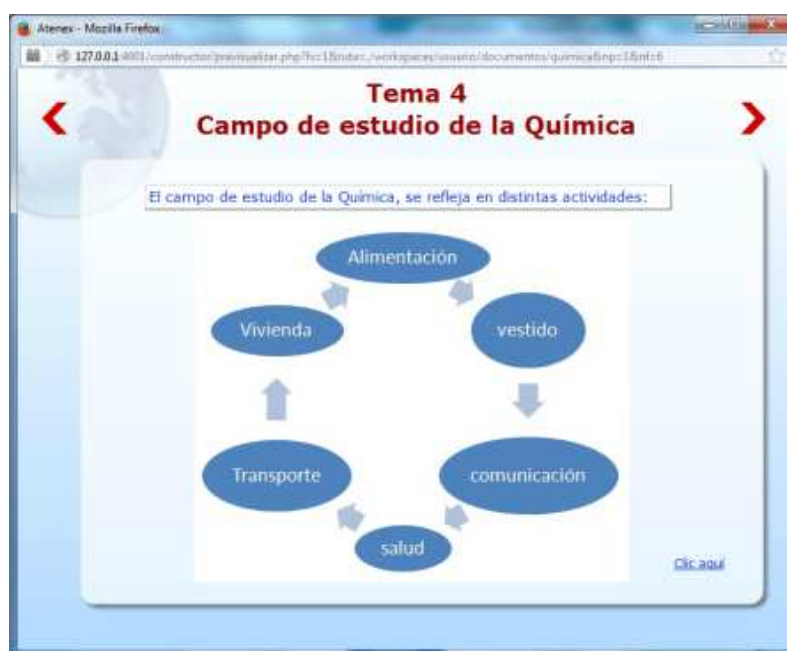 Atenex - Mozilla Firefox
Tema 4
Campo de estudio de la Química
El campo de estudio de la Química, se refleja en distintas actividades:
Alimentación
Vivienda
vestido
Transporte
comunicación
salud
Clic aquí